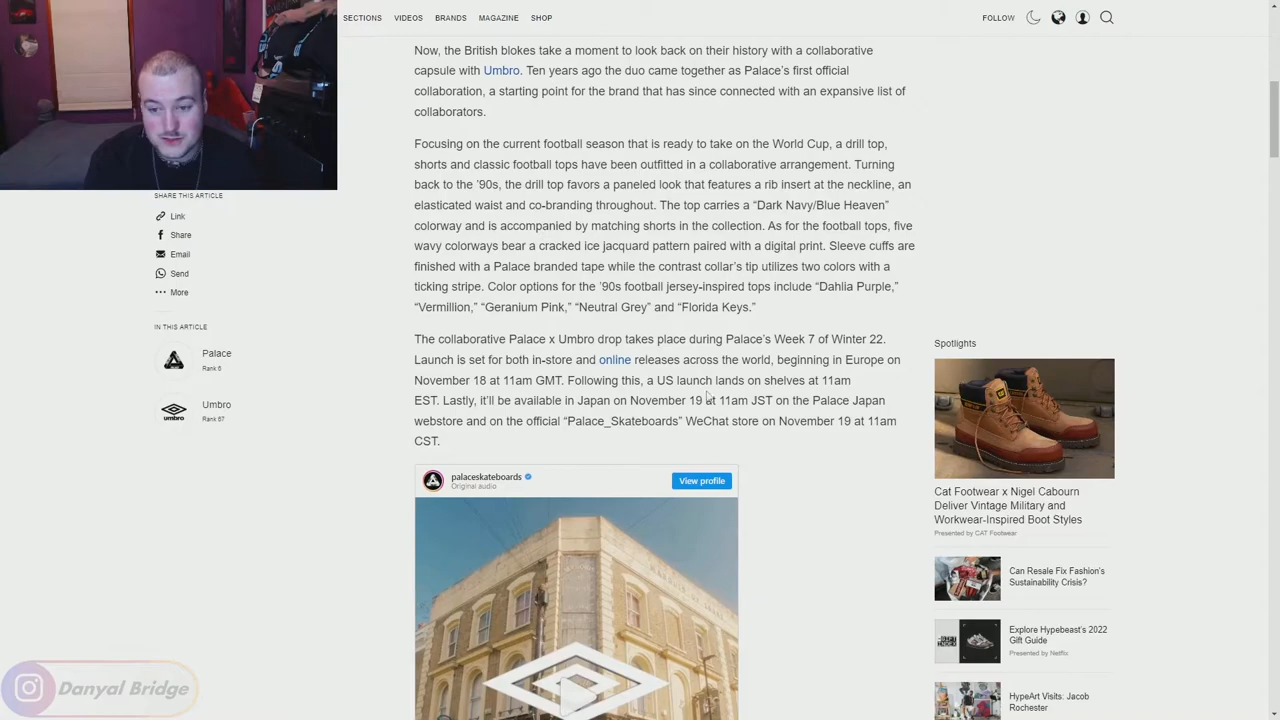 SECTIONS VIDEOS BRANDS MAGAZINE SHOP FOLLOW
Now, the British blokes take a moment to look back on their history with a collaborative
capsule with Umbro. Ten years ago the duo came together as Palace's first official
collaboration, a starting point for the brand that has since connected with an expansive list of
collaborators.
Focusing on the current football season that is ready to take on the World Cup, a drill top,
shorts and classic football tops have been outfitted in a collaborative arrangement. Turning
back to the '90s, the drill top favors a paneled look that features a rib insert at the neckline, an
elasticated waist and co-branding throughout. The top carries a “Dark Navy/Blue Heaven”
colorway and is accompanied by matching shorts in the collection. As for the football tops, five
wavy colorways bear a cracked ice jacquard pattern paired with a digital print. Sleeve cuffs are
finished with a Palace branded tape while the contrast collar's tip utilizes two colors with a
ticking stripe. Color options for the '90s football jersey-inspired tops include “Dahlia Purple,”
“Vermillion,” “Geranium Pink,” “Neutral Grey” and “Florida Keys.”
The collaborative Palace x Umbro drop takes place during Palace's Week 7 of Winter 22.
Launch is set for both in-store and online releases across the world, beginning in Europe on
November 18 at 11am GMT. Following this, a US launch lands on shelves at 11am
EST. Lastly, it'll be available in Japan on November 19 at 11am JST on the Palace Japan
webstore and on the official “Palace_Skateboards” WeChat store on November 19 at 11am
CST.
SHARE THIS ARTICLE
Link
Share
Email
Send
More
IN THIS ARTICLE
Palace
Rank 6
umbro
Umbro
Rank 67
palaceskateboards
Original audio
View profile
Spotlights
Cat Footwear x Nigel Cabourn
Deliver Vintage Military and
Workwear-Inspired Boot Styles
Presented by CAT Footwear
Can Resale Fix Fashion's
Sustainability Crisis?
Explore Hypebeast's 2022
Gift Guide
Presented by Netflix
HypeArt Visits: Jacob
Rochester
Danyal Bridge